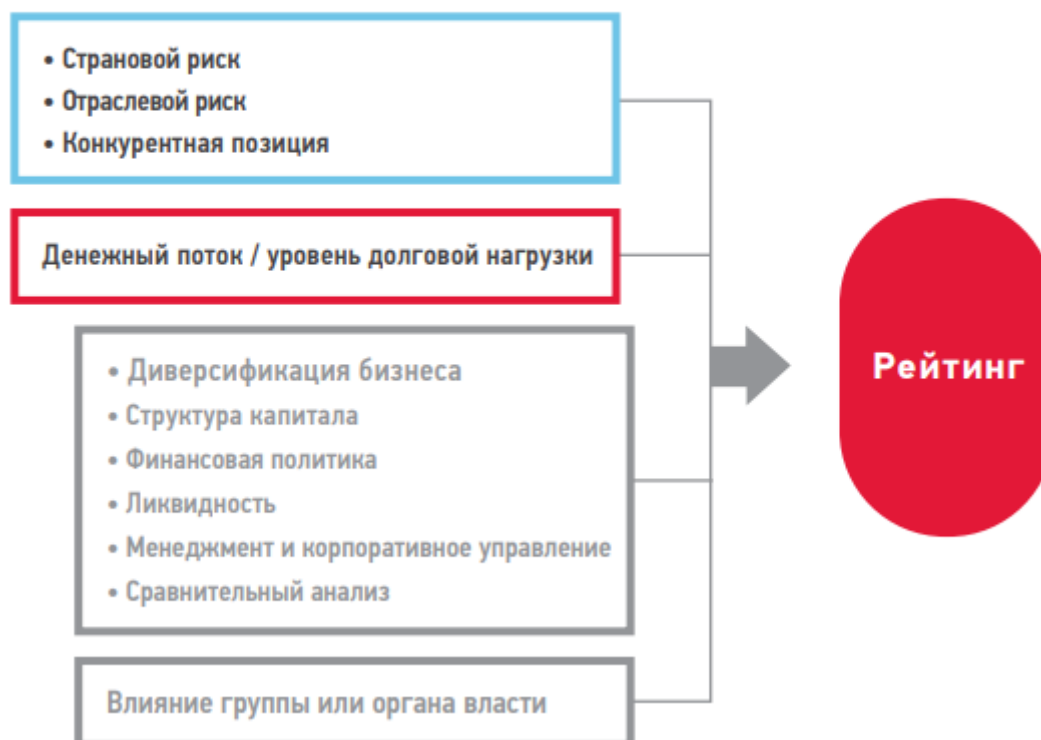 • Страновой риск
• Отраслевой риск
• Конкурентная позиция
Денежный поток / уровень долговой нагрузки
• Диверсификация бизнеса
• Структура капитала
• Финансовая политика
• Ликвидность
• Менеджмент и корпоративное управление
• Сравнительный анализ
Влияние группы или органа власти
Рейтинг